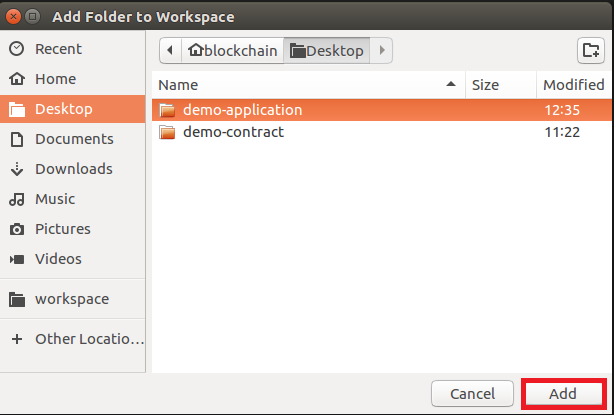 Add Folder to Workspace
Recent
Home
Desktop
Documents
Downloads
Music
Pictures
Videos
workspace
Other Locatio...
blockchain Desktop
Name Size Modified
demo-application 12:35
demo-contract 11:22
Cancel Add